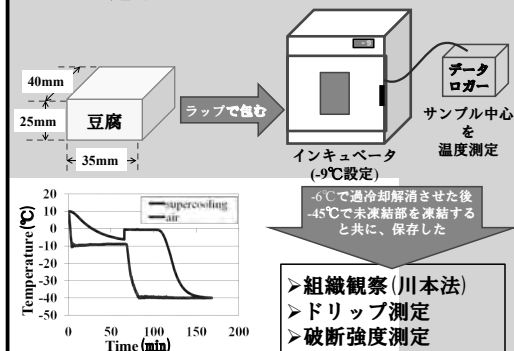 40mm
25mm
35mm
豆腐
ラップで包む
インキュベータ
(-9℃設定)
データ
ロガー
サンプル中心
を
温度測定
-6℃で過冷却解消させた後
-45℃で未凍結部を凍結する
と共に、保存した
Temperature(℃)
20
10
0
-10
-20
-30
-40
-50
supercooling
air
0
50
100
150
200
Time(min)
➢組織観察(川本法)
➢ドリップ測定
➢破断強度測定